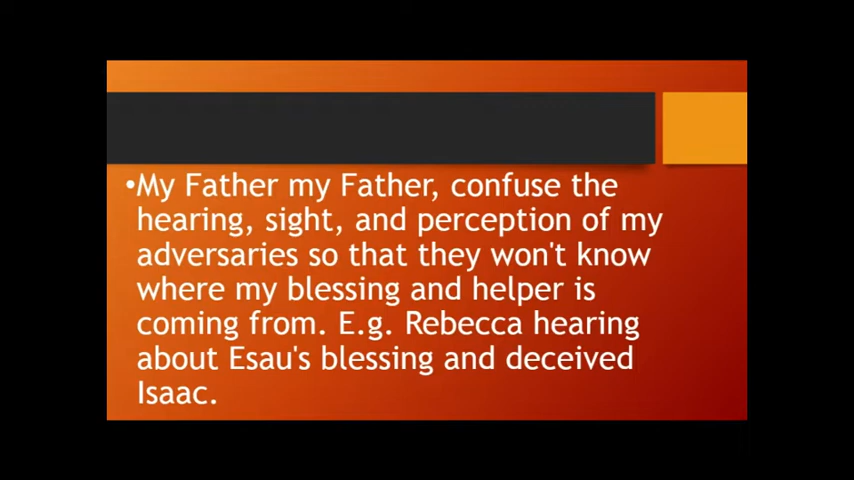 •My Father my Father, confuse the
hearing, sight, and perception of my
adversaries so that they won't know
where my blessing and helper is
coming from. E.g. Rebecca hearing
about Esau's blessing and deceived
Isaac.